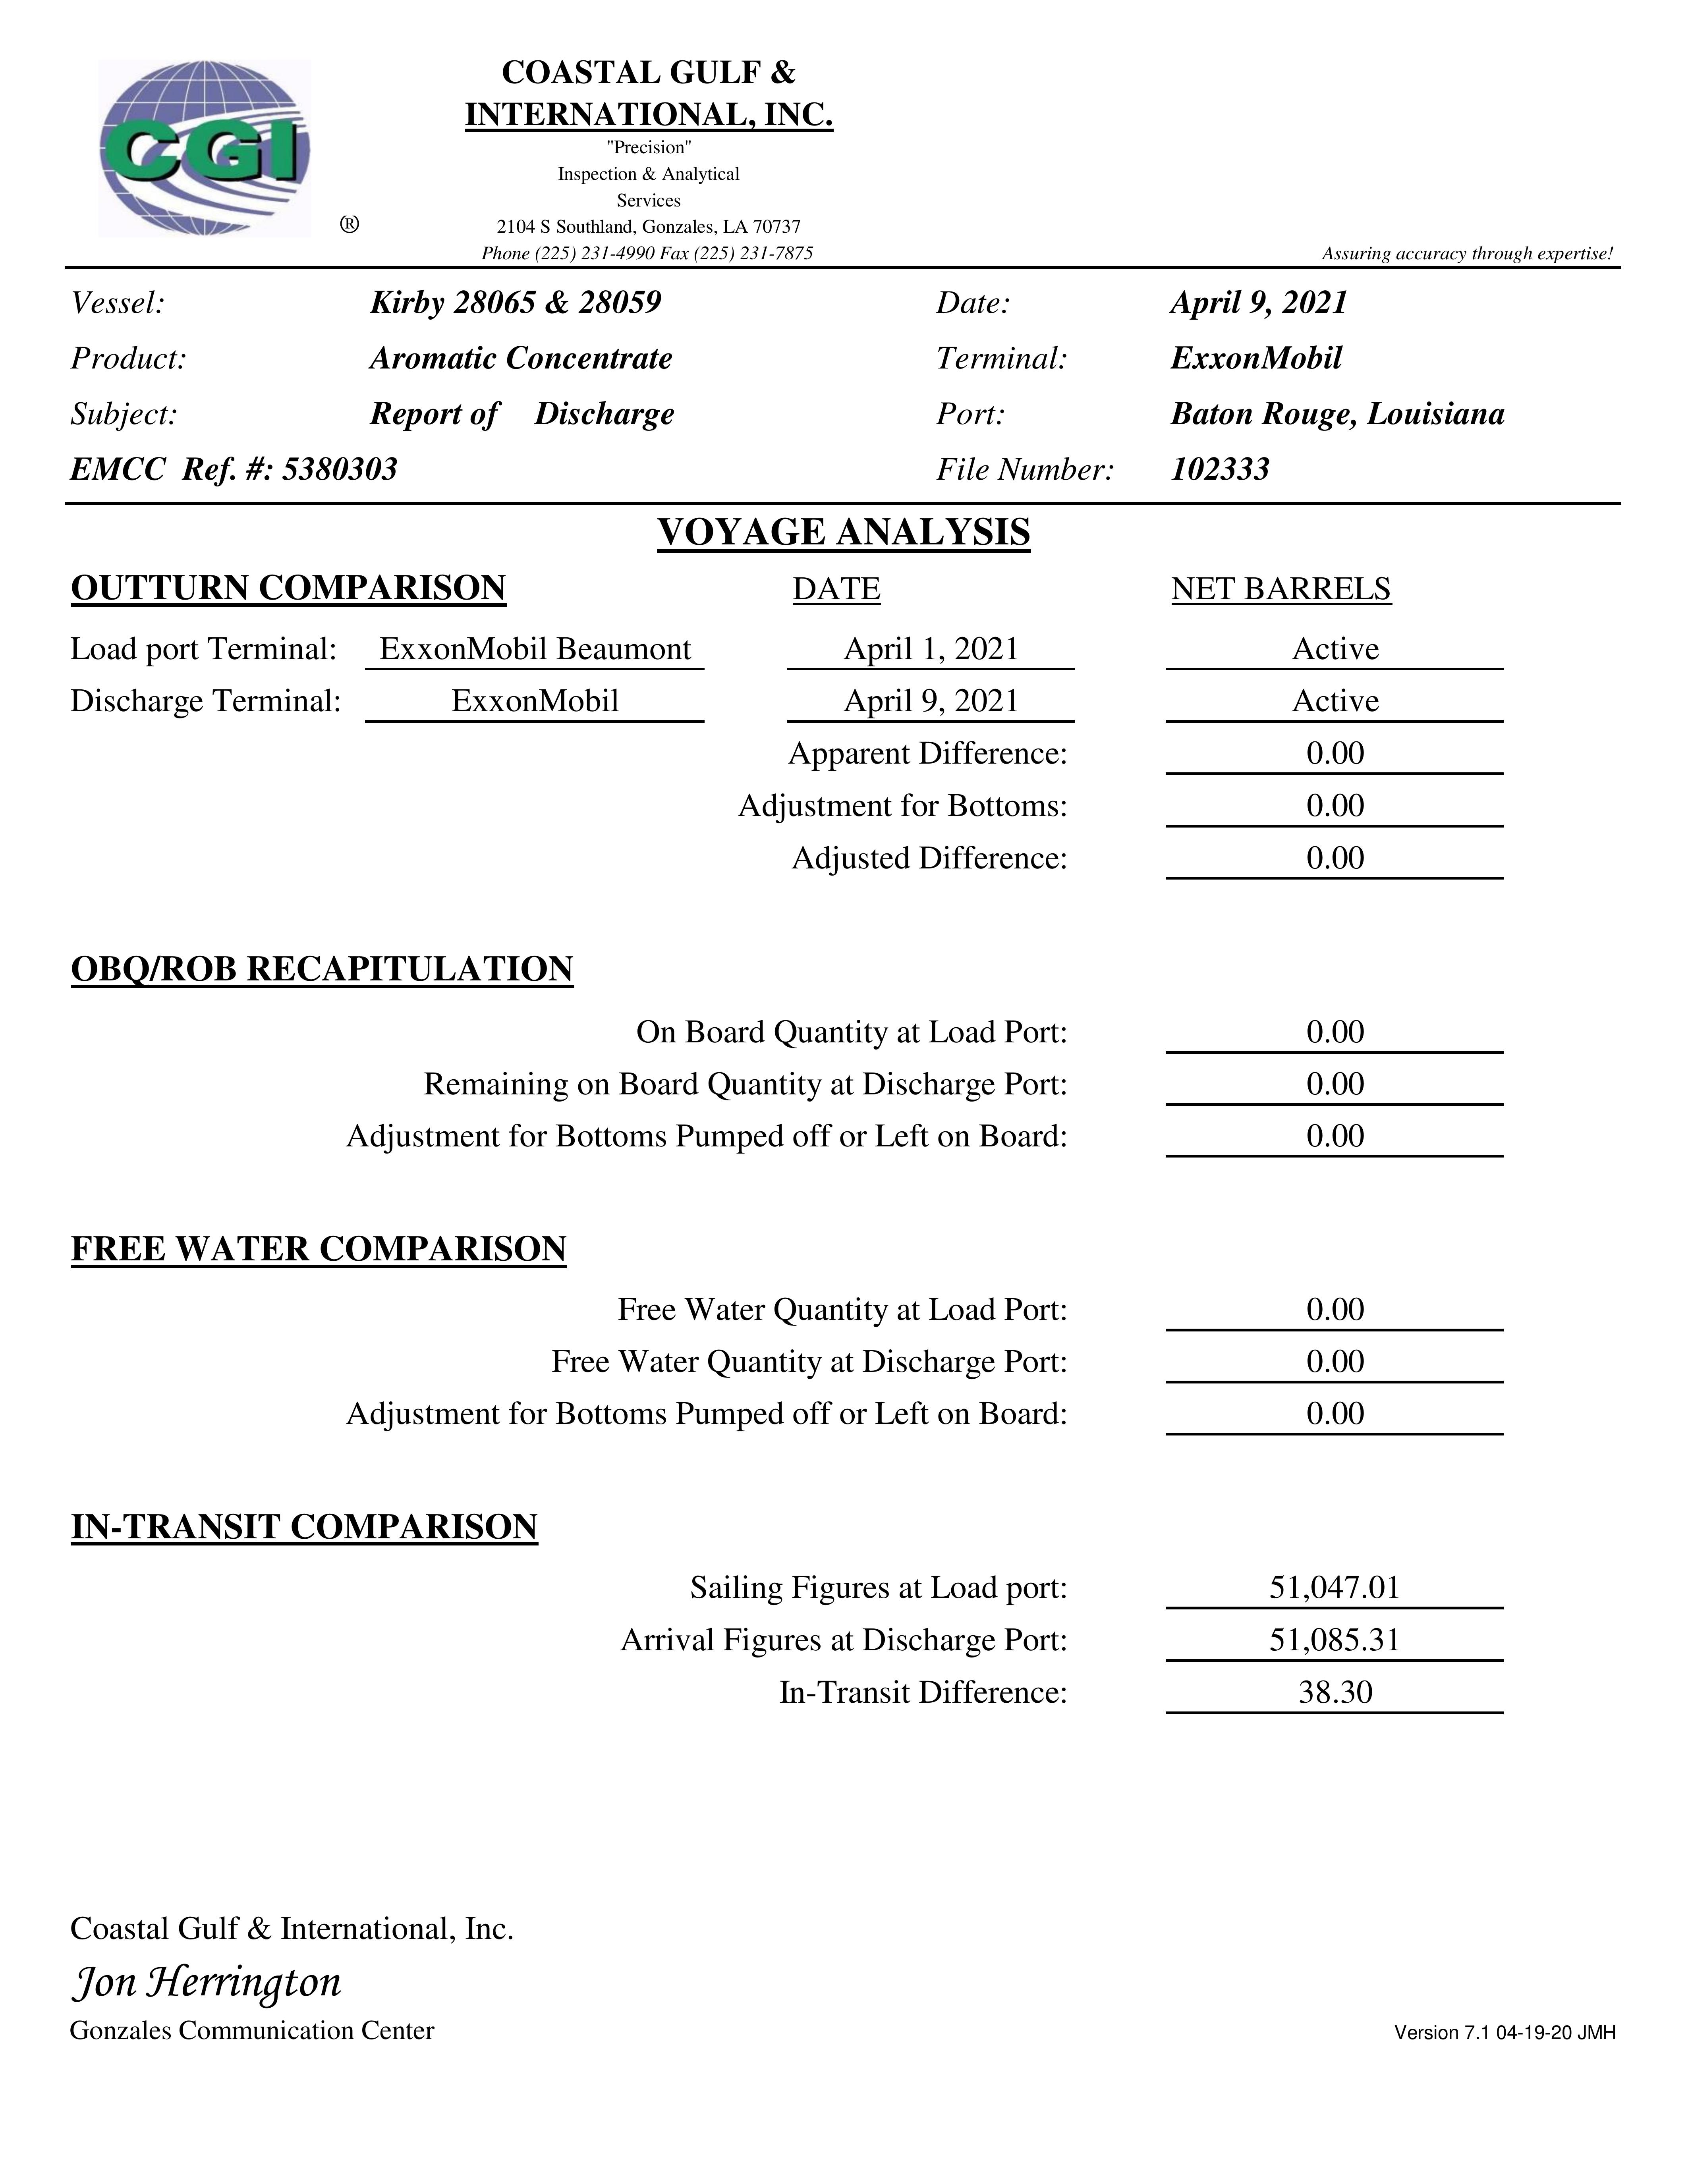 CGI
®
COASTAL GULF &
INTERNATIONAL, INC.
"Precision"
Inspection & Analytical
Services
2104 S Southland, Gonzales, LA 70737
Phone (225) 231-4990 Fax (225) 231-7875
Assuring accuracy through expertise!
Vessel: Kirby 28065 & 28059 Date: April 9, 2021
Product: Aromatic Concentrate Terminal: ExxonMobil
Subject: Report of Discharge Port: Baton Rouge, Louisiana
EMCC Ref. #: 5380303 File Number: 102333
VOYAGE ANALYSIS
OUTTURN COMPARISON DATE NET BARRELS
Load port Terminal: ExxonMobil Beaumont April 1, 2021 Active
Discharge Terminal: ExxonMobil April 9, 2021 Active
Apparent Difference: 0.00
Adjustment for Bottoms: 0.00
Adjusted Difference: 0.00
OBQ/ROB RECAPITULATION
On Board Quantity at Load Port: 0.00
Remaining on Board Quantity at Discharge Port: 0.00
Adjustment for Bottoms Pumped off or Left on Board: 0.00
FREE WATER COMPARISON
Free Water Quantity at Load Port: 0.00
Free Water Quantity at Discharge Port: 0.00
Adjustment for Bottoms Pumped off or Left on Board: 0.00
IN-TRANSIT COMPARISON
Sailing Figures at Load port: 51,047.01
Arrival Figures at Discharge Port: 51,085.31
In-Transit Difference: 38.30
Coastal Gulf & International, Inc.
Jon Herrington
Gonzales Communication Center
Version 7.1 04-19-20 JMH